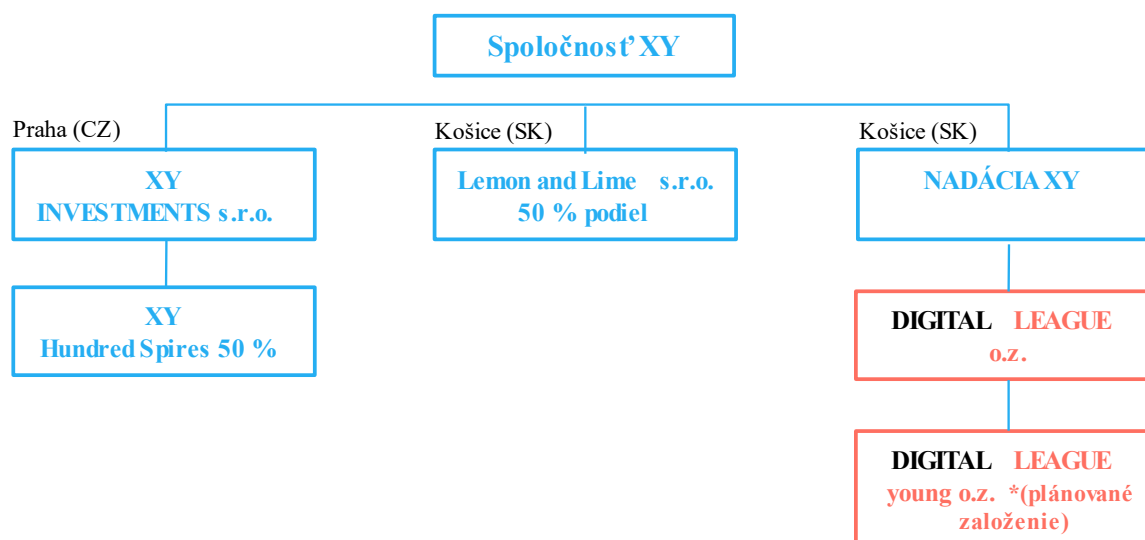 Spoločnosť XY
Praha (CZ)
XY
INVESTMENTS s.r.o.
XY
Hundred Spires 50 %
Košice (SK)
Lemon and Lime s.r.o.
50 % podiel
Košice (SK)
NADÁCIA XY
DIGITAL LEAGUE
o.z.
DIGITAL LEAGUE
young o.z. *(plánované
založenie)